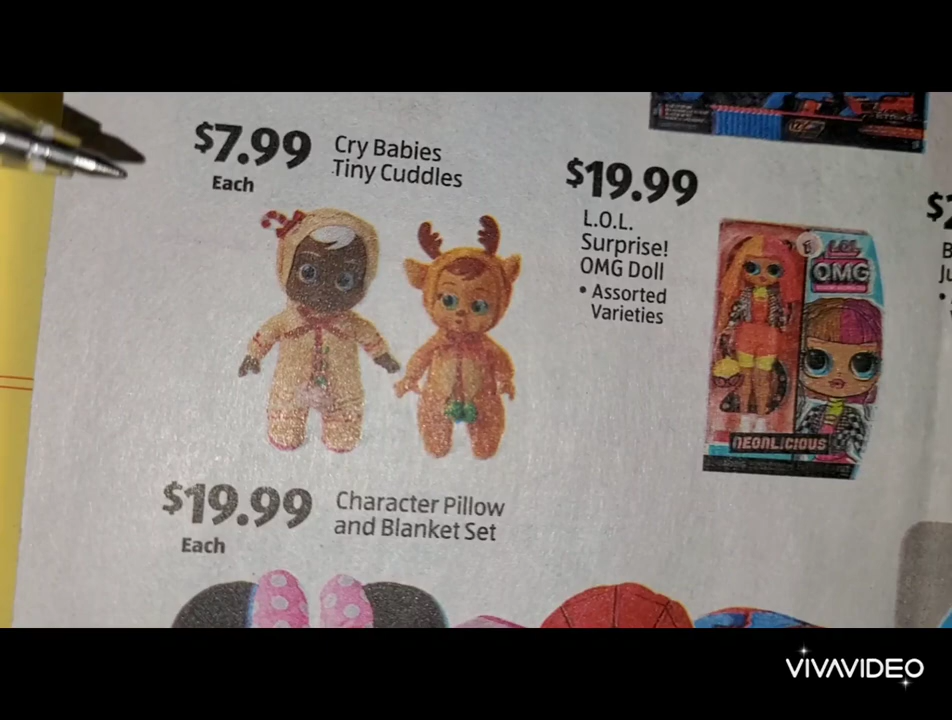 $7.99
Each
Cry Babies
Tiny Cuddles
$19.99
L.O.L.
Surprise!
OMG Doll
• Assorted
Varieties
LOL
OMG
NEONLICIOUS
$19.99
Each
Character Pillow
and Blanket Set
VIVAVIDEO